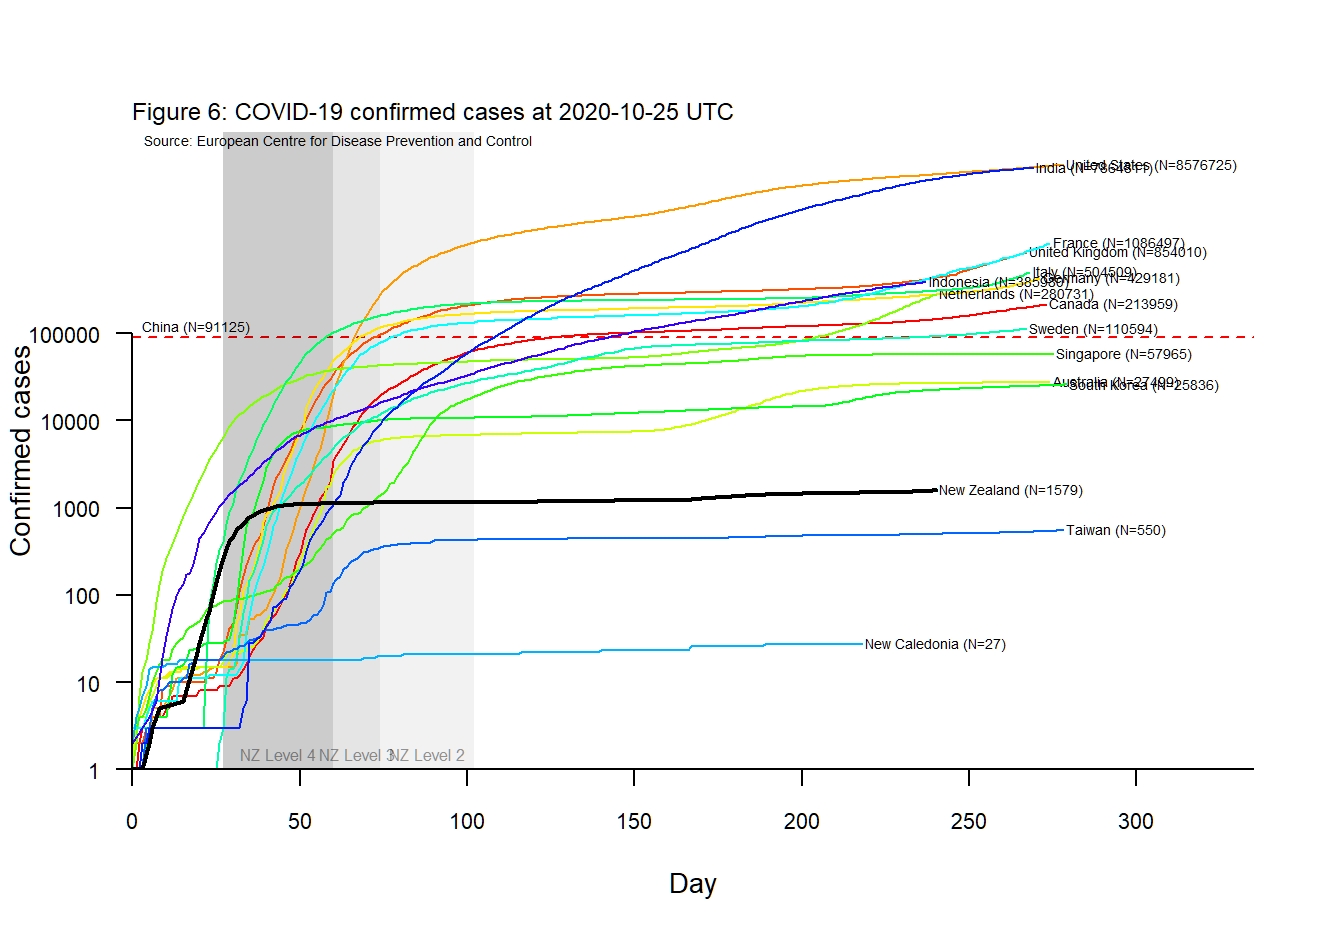 Figure 6: COVID-19 confirmed cases at 2020-10-25 UTC
Source: European Centre for Disease Prevention and Control
United States (N=8576725)
India
France (N=1086497)
United Kingdom (N=854010)
Italy (N=504509)
Germany (N=429181)
Indonesia (N=385980)
Netherlands (N=280731)
Canada (N=213959)
China (N=91125)
Sweden (N=110594)
Singapore (N=57965)
Australia (N=27499)
South Korea (N=25836)
New Zealand (N=1579)
Taiwan (N=550)
New Caledonia (N=27)
NZ Level 4 NZ Level 3 NZ Level 2
Confirmed cases
100000
10000
1000
100
10
1
0 50 100 150 200 250 300
Day